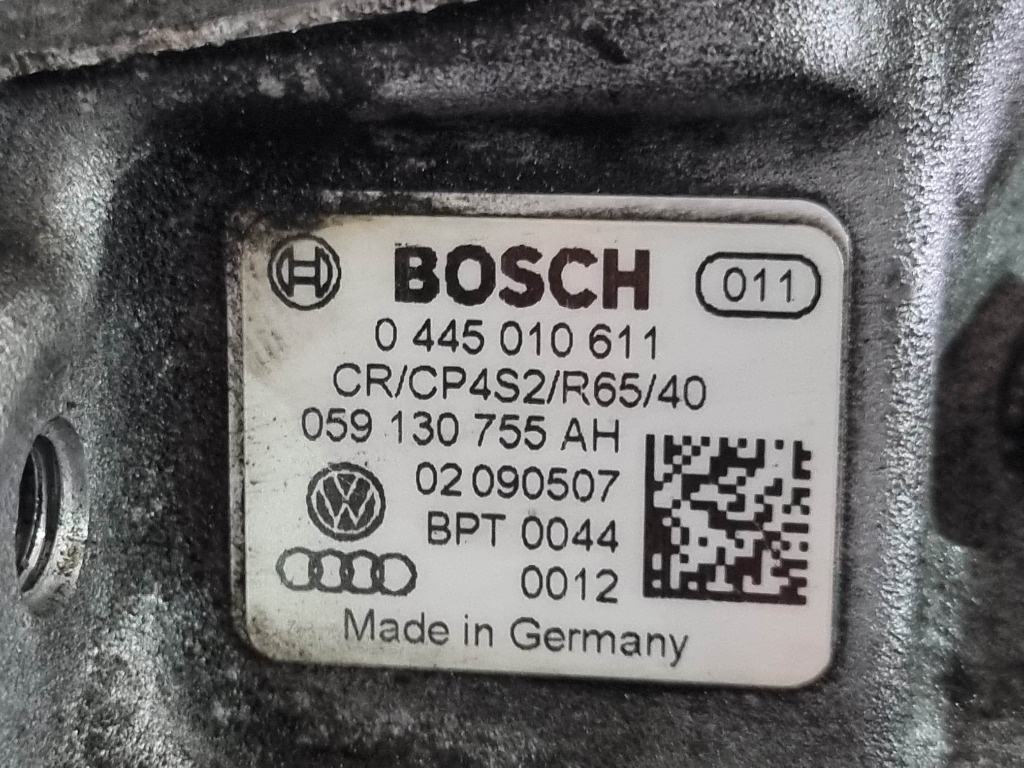 BOSCH 011
0 445 010 611
CR/CP4S2/R65/40
059 130 755 AH
02 090507
BPT 0044
0012
Made in Germany